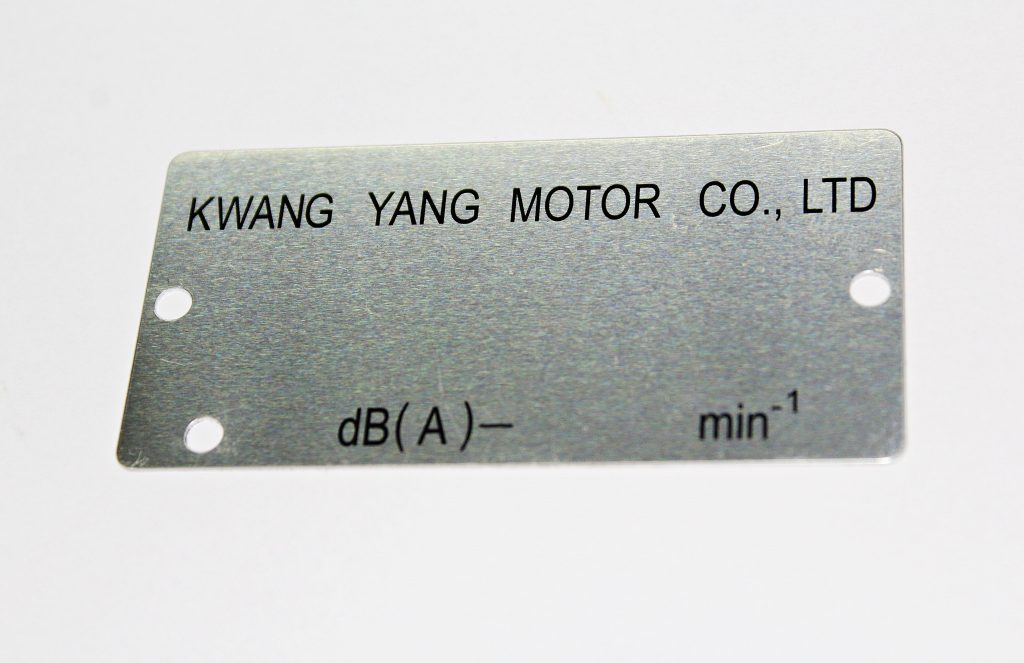 KWANG YANG MOTOR CO., LTD
dB(A)— min⁻¹